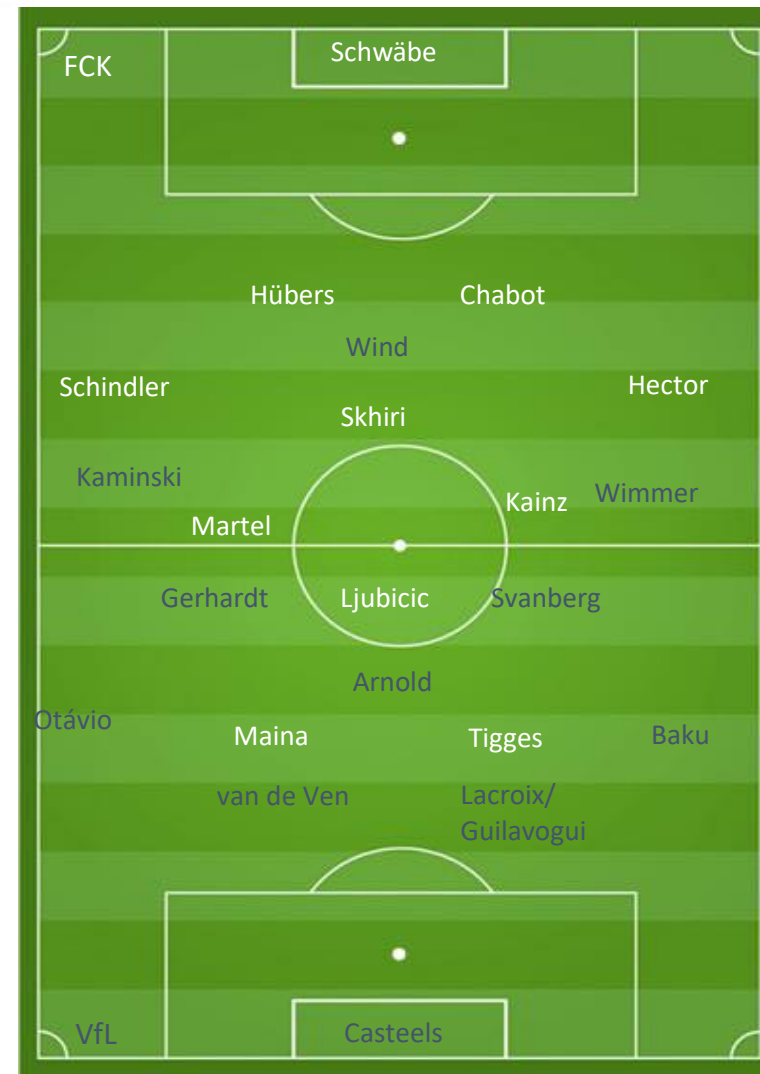 FCK
Schwäbe
Hübers
Chabot
Wind
Schindler
Hector
Skhiri
Kaminski
Wimmer
Kainz
Martel
Gerhardt
Ljubicic
Svanberg
Arnold
Otávio
Maina
Tigges
Baku
van de Ven
Lacroix/
Guilavogui
VfL
Casteels